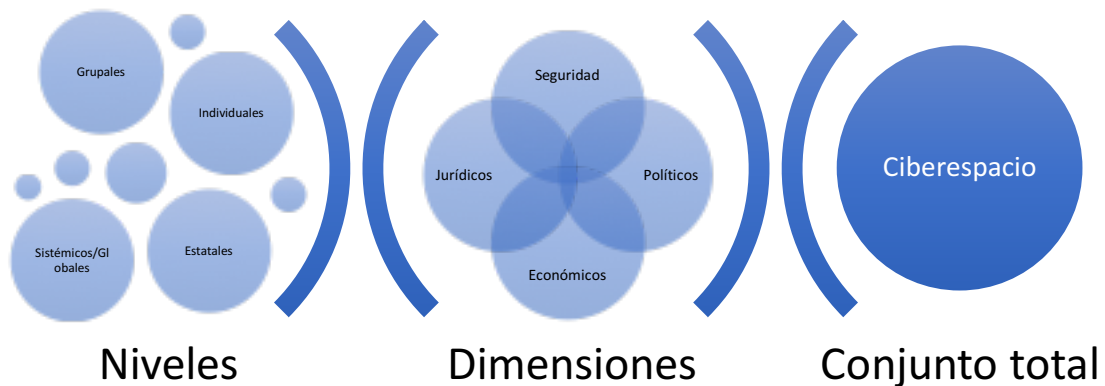 Grupales
Individuales
Sistémicos/Gl
obales
Estatales
Niveles
Seguridad
Jurídicos
Políticos
Económicos
Dimensiones
Ciberespacio
Conjunto total